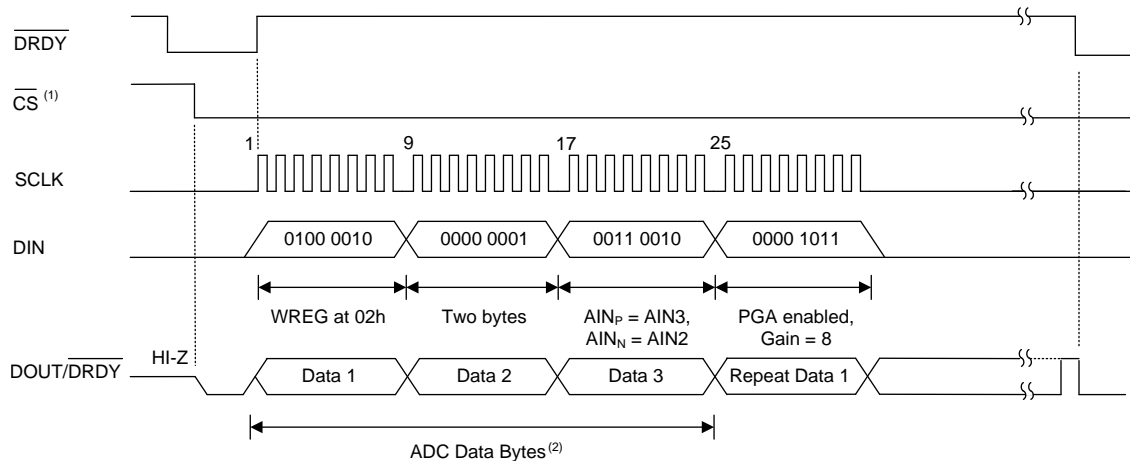 DRDY
CS (1)
1 9 17 25
SCLK
DIN
0100 0010 0000 0001 0011 0010 0000 1011
WREG at 02h
Two bytes
AINP = AIN3,
AINN = AIN2
PGA enabled,
Gain = 8
HI-Z
DOUT/DRDY
Data 1 Data 2 Data 3 Repeat Data 1
ADC Data Bytes(2)